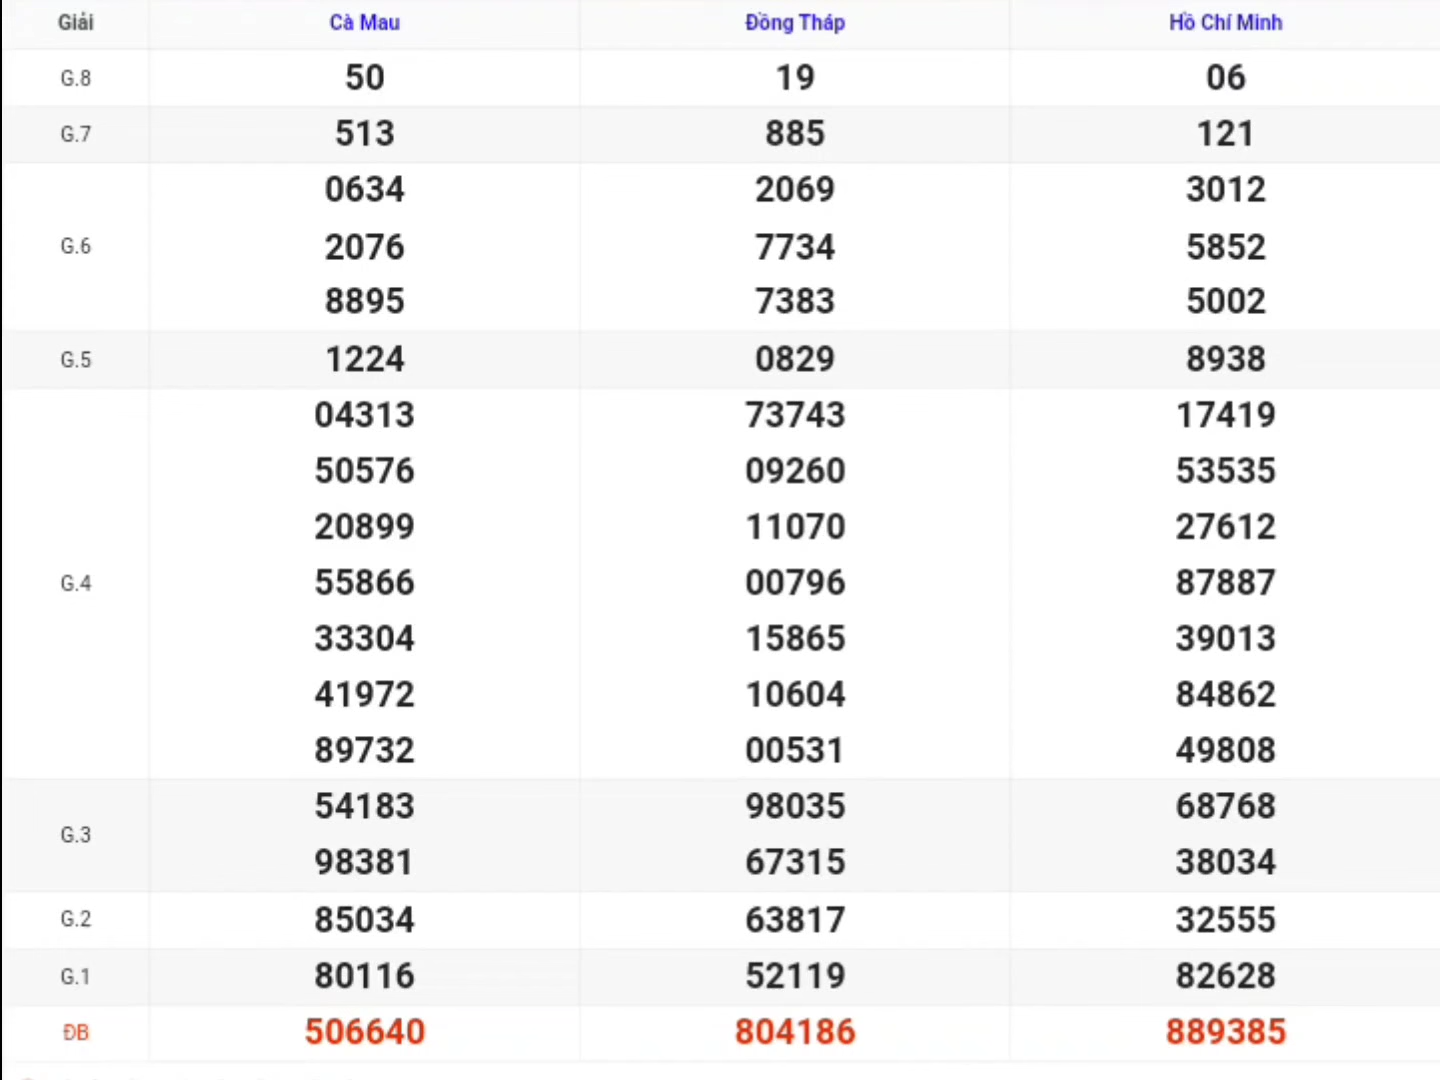 Giải Cà Mau Đồng Tháp Hồ Chí Minh
G.8 50 19 06
G.7 513 885 121
0634 2069 3012
G.6 2076 7734 5852
8895 7383 5002
G.5 1224 0829 8938
04313 73743 17419
50576 09260 53535
20899 11070 27612
G.4 55866 00796 87887
33304 15865 39013
41972 10604 84862
89732 00531 49808
54183 98035 68768
G.3
98381 67315 38034
G.2 85034 63817 32555
G.1 80116 52119 82628
ĐB 506640 804186 889385